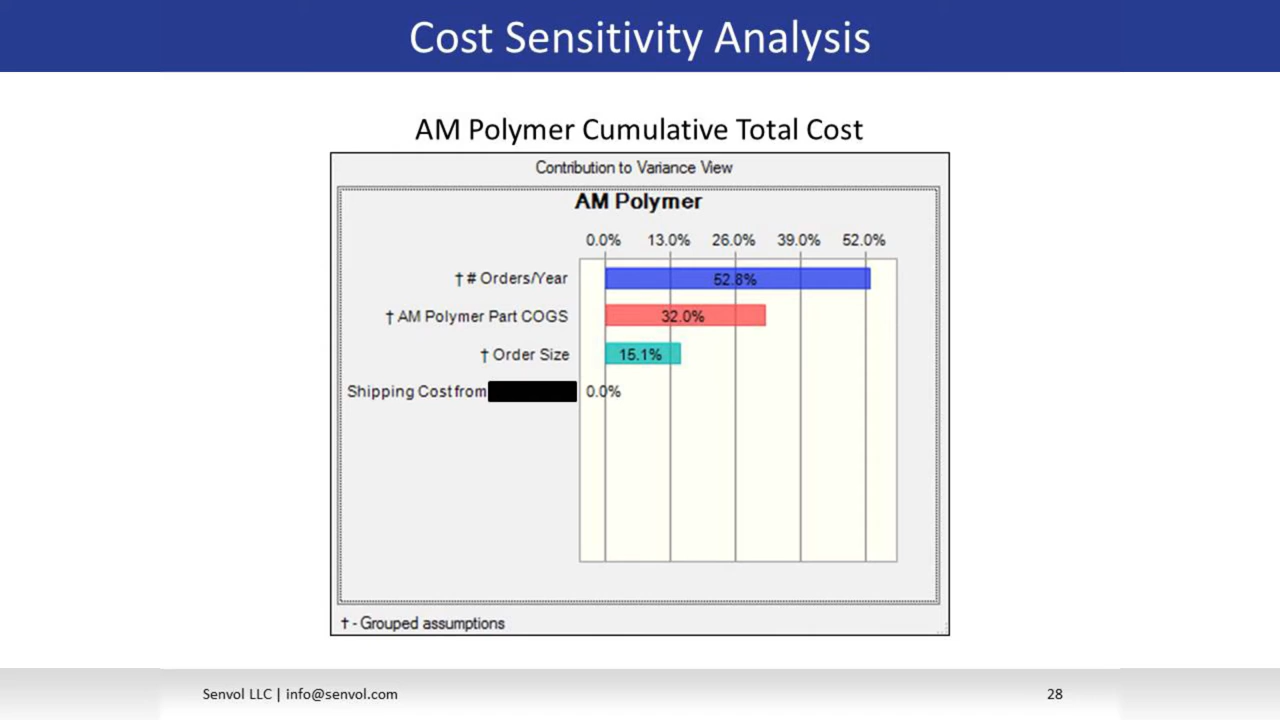 Cost Sensitivity Analysis
AM Polymer Cumulative Total Cost
Contribution to Variance View
AM Polymer
0.0% 13.0% 26.0% 39.0% 52.0%
† # Orders/Year 52.8%
† AM Polymer Part COGS 32.0%
† Order Size 15.1%
Shipping Cost from 0.0%
† - Grouped assumptions
Senvol LLC | info@senvol.com 28